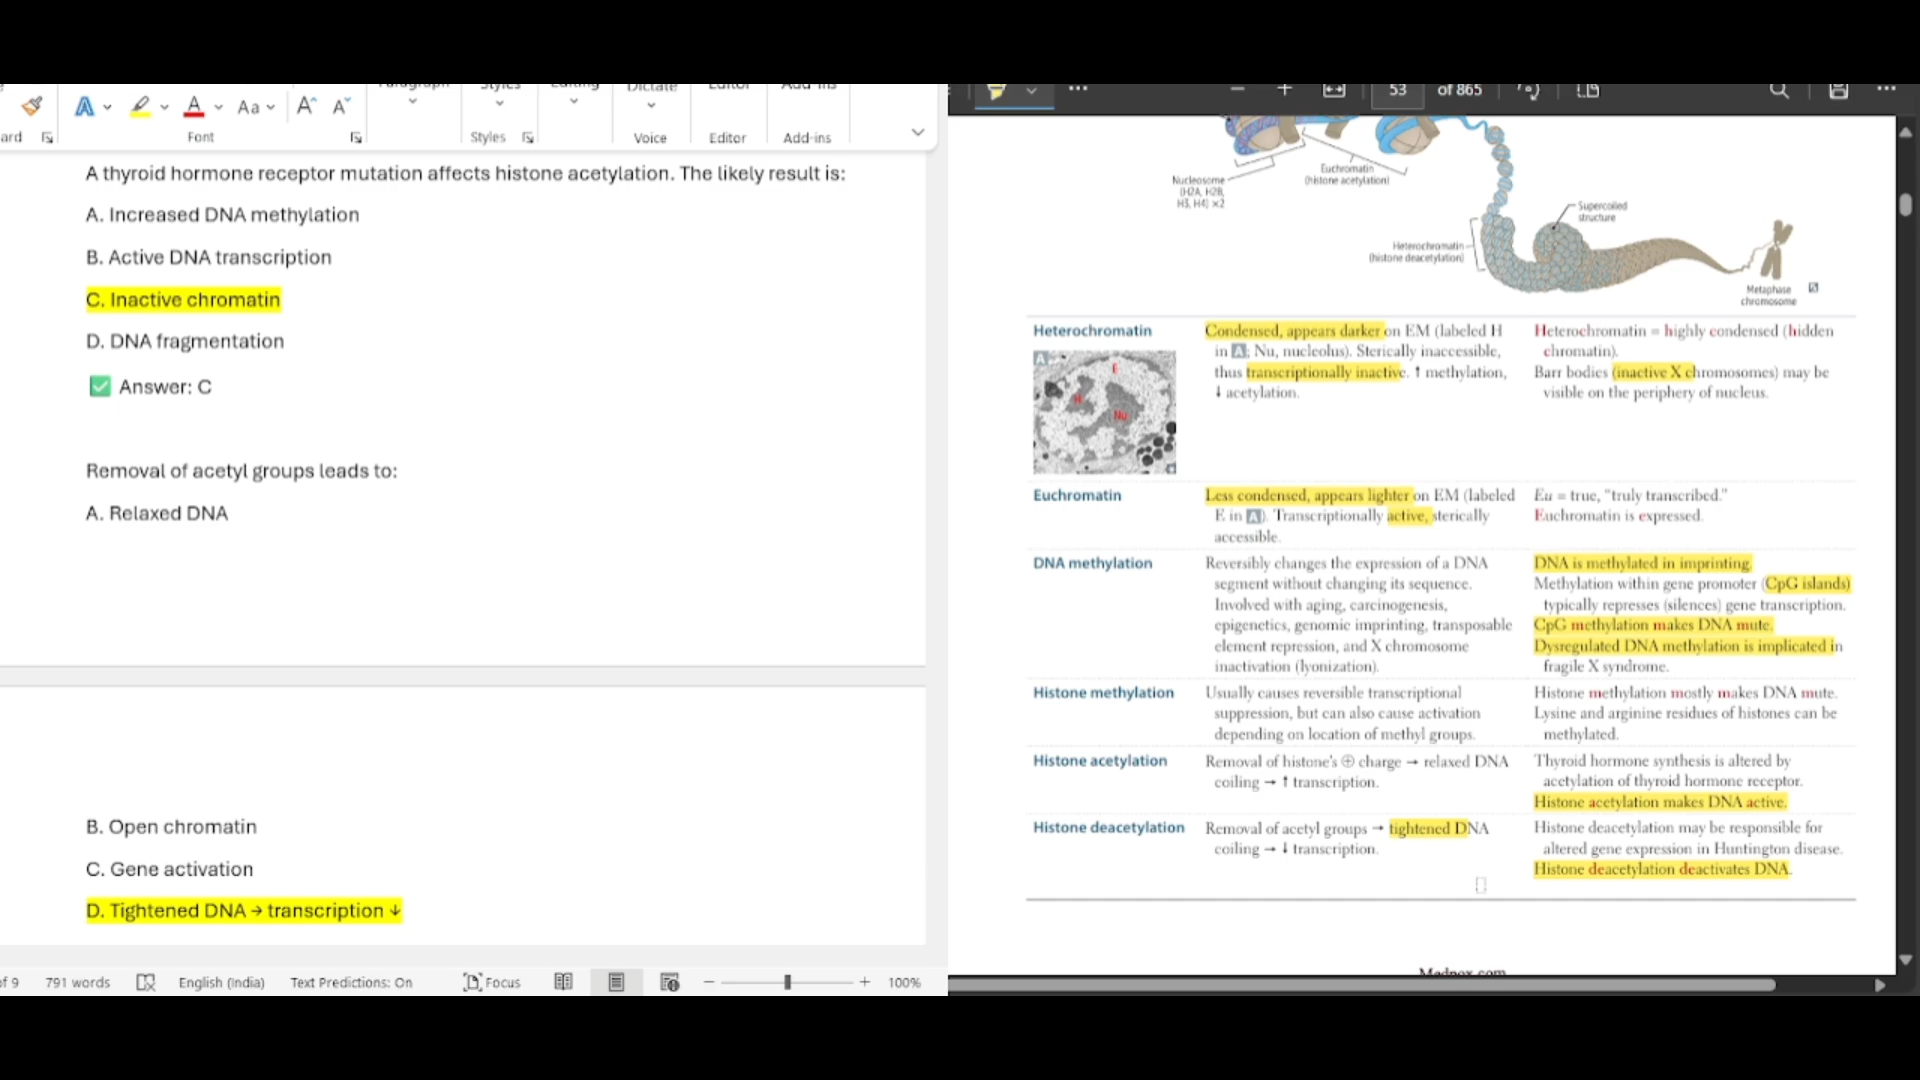 53 of 865
ard
Font
Styles
Voice
Editor
Add-ins
A thyroid hormone receptor mutation affects histone acetylation. The likely result is:
A. Increased DNA methylation
B. Active DNA transcription
C. Inactive chromatin
D. DNA fragmentation
✅ Answer: C
Removal of acetyl groups leads to:
A. Relaxed DNA
B. Open chromatin
C. Gene activation
D. Tightened DNA → transcription ↓
of 9 791 words English (India) Text Predictions: On Focus 100%
Nucleosome
(H2A, H2B,
H3, H4) ×2
Euchromatin
(histone acetylation)
Supercoiled
structure
Heterochromatin
(histone deacetylation)
Metaphase
chromosome
Heterochromatin
A
E
H
Nu
Condensed, appears darker on EM (labeled H
in A; Nu, nucleolus). Sterically inaccessible,
thus transcriptionally inactive. ↑ methylation,
↓ acetylation.
Heterochromatin = highly condensed (hidden
chromatin).
Barr bodies (inactive X chromosomes) may be
visible on the periphery of nucleus.
Euchromatin
Less condensed, appears lighter on EM (labeled
E in A). Transcriptionally active, sterically
accessible.
Eu = true, “truly transcribed.”
Euchromatin is expressed.
DNA methylation
Reversibly changes the expression of a DNA
segment without changing its sequence.
Involved with aging, carcinogenesis,
epigenetics, genomic imprinting, transposable
element repression, and X chromosome
inactivation (lyonization).
DNA is methylated in imprinting.
Methylation within gene promoter (CpG islands)
typically represses (silences) gene transcription.
CpG methylation makes DNA mute.
Dysregulated DNA methylation is implicated in
fragile X syndrome.
Histone methylation
Usually causes reversible transcriptional
suppression, but can also cause activation
depending on location of methyl groups.
Histone methylation mostly makes DNA mute.
Lysine and arginine residues of histones can be
methylated.
Histone acetylation
Removal of histone’s ⊕ charge → relaxed DNA
coiling → ↑ transcription.
Thyroid hormone synthesis is altered by
acetylation of thyroid hormone receptor.
Histone acetylation makes DNA active.
Histone deacetylation
Removal of acetyl groups → tightened DNA
coiling → ↓ transcription.
Histone deacetylation may be responsible for
altered gene expression in Huntington disease.
Histone deacetylation deactivates DNA.